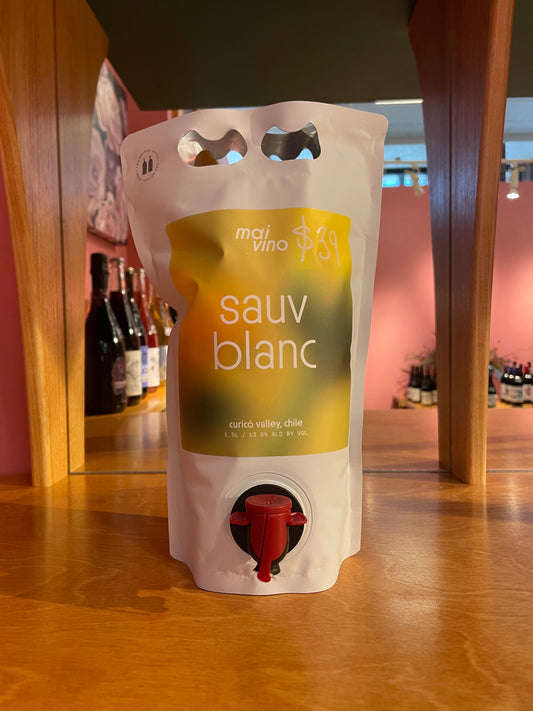 mai
vino
$39
sauv
blanc
curicó valley, chile
1.5L / 13.0% ALC BY VOL